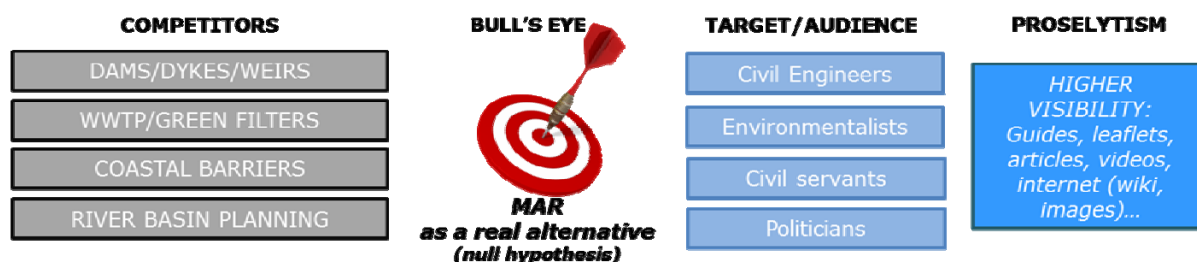 COMPETITORS
DAMS/DYKES/WEIRS
WWTP/GREEN FILTERS
COASTAL BARRIERS
RIVER BASIN PLANNING
BULL'S EYE
MAR
as a real alternative
(null hypothesis)
TARGET/AUDIENCE
Civil Engineers
Environmentalists
Civil servants
Politicians
PROSELYTISM
HIGHER
VISIBILITY:
Guides, leaflets,
articles, videos,
internet (wiki,
images)...